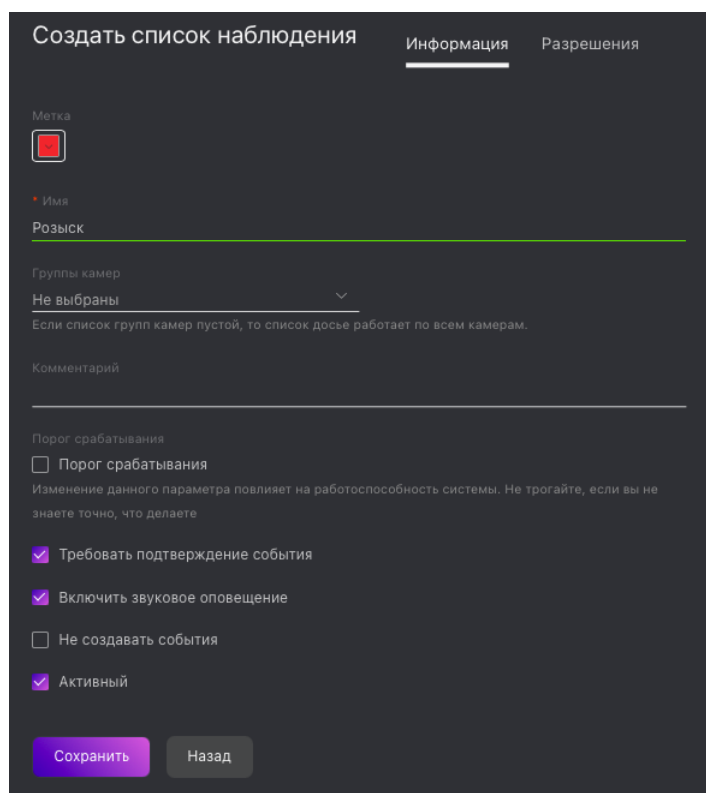 Создать список наблюдения
Информация
Разрешения
Метка
* Имя
Розыск
Группы камер
Не выбраны
Если список групп камер пустой, то список досье работает по всем камерам.
Комментарий
Порог срабатывания
Порог срабатывания
Изменение данного параметра повлияет на работоспособность системы. Не трогайте, если вы не
знаете точно, что делаете
Требовать подтверждение события
Включить звуковое оповещение
Не создавать события
Активный
Сохранить
Назад